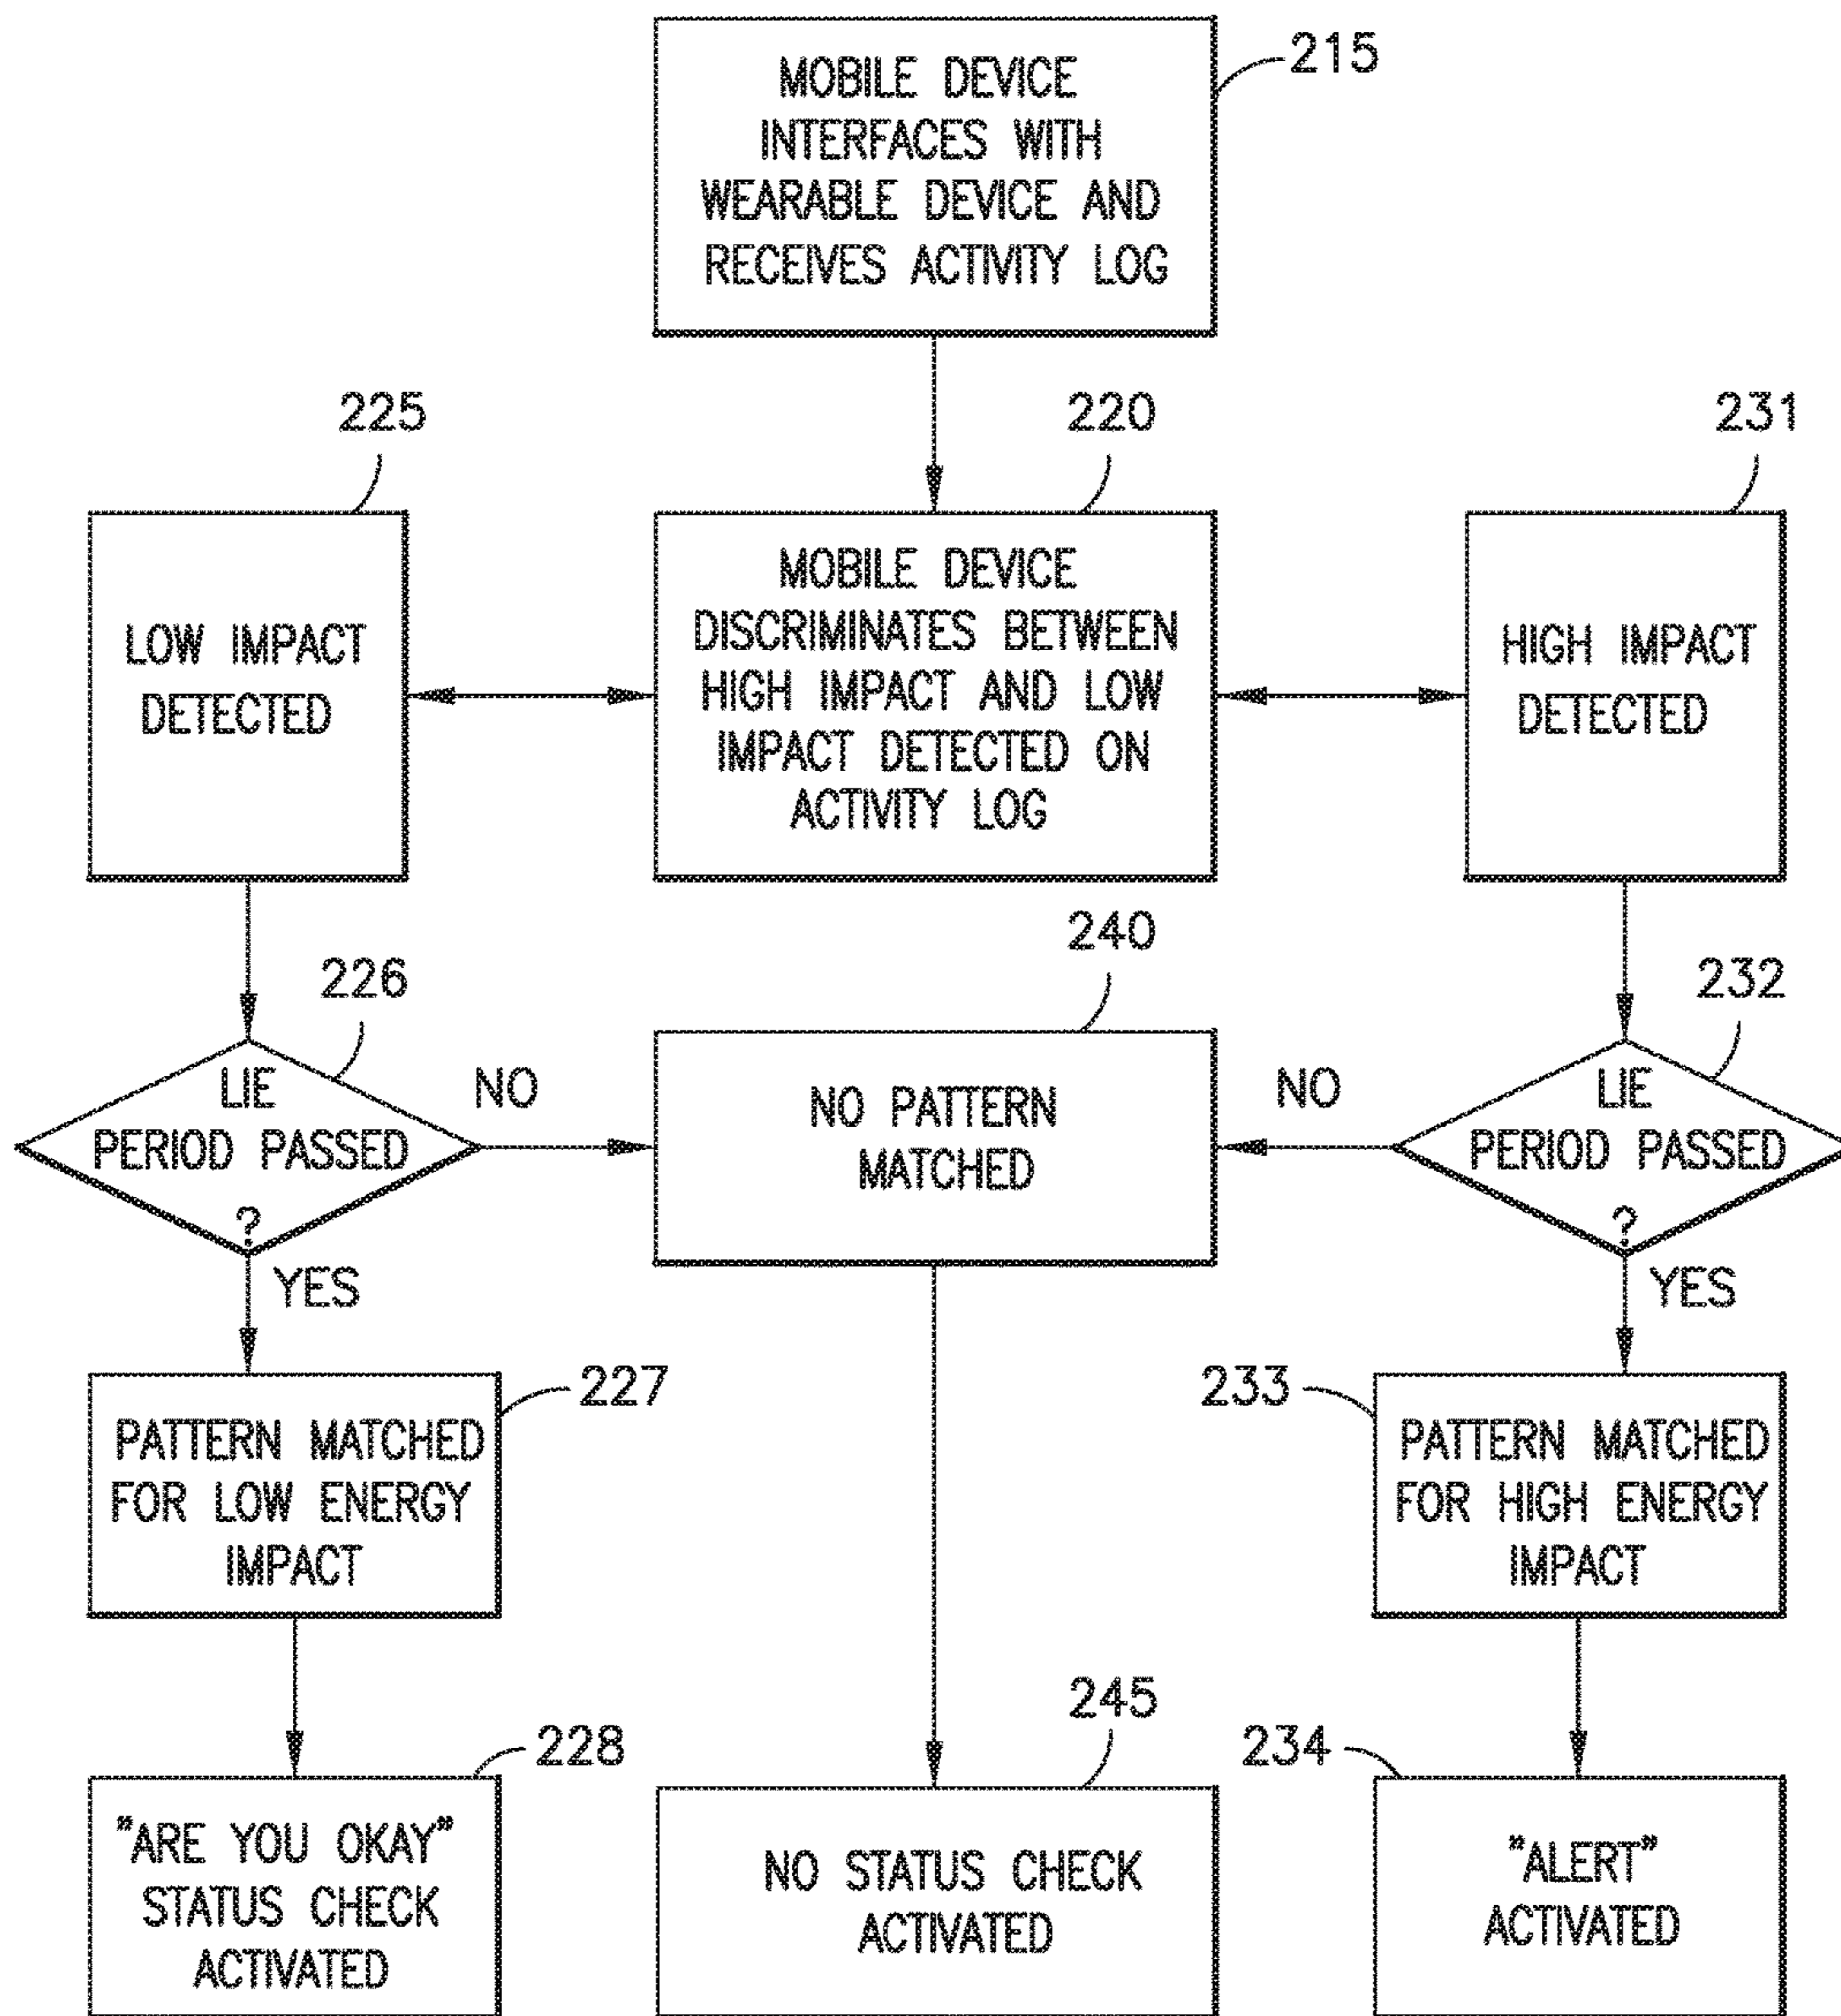 MOBILE DEVICE
INTERFACES WITH
WEARABLE DEVICE AND
RECEIVES ACTIVITY LOG
215
225
220
231
LOW IMPACT
DETECTED
MOBILE DEVICE
DISCRIMINATES BETWEEN
HIGH IMPACT AND LOW
IMPACT DETECTED ON
ACTIVITY LOG
HIGH IMPACT
DETECTED
226
240
232
LIE
PERIOD PASSED
?
NO
NO PATTERN
MATCHED
NO
LIE
PERIOD PASSED
?
YES
YES
227
233
PATTERN MATCHED
FOR LOW ENERGY
IMPACT
PATTERN MATCHED
FOR HIGH ENERGY
IMPACT
228
245
234
"ARE YOU OKAY"
STATUS CHECK
ACTIVATED
NO STATUS CHECK
ACTIVATED
"ALERT"
ACTIVATED